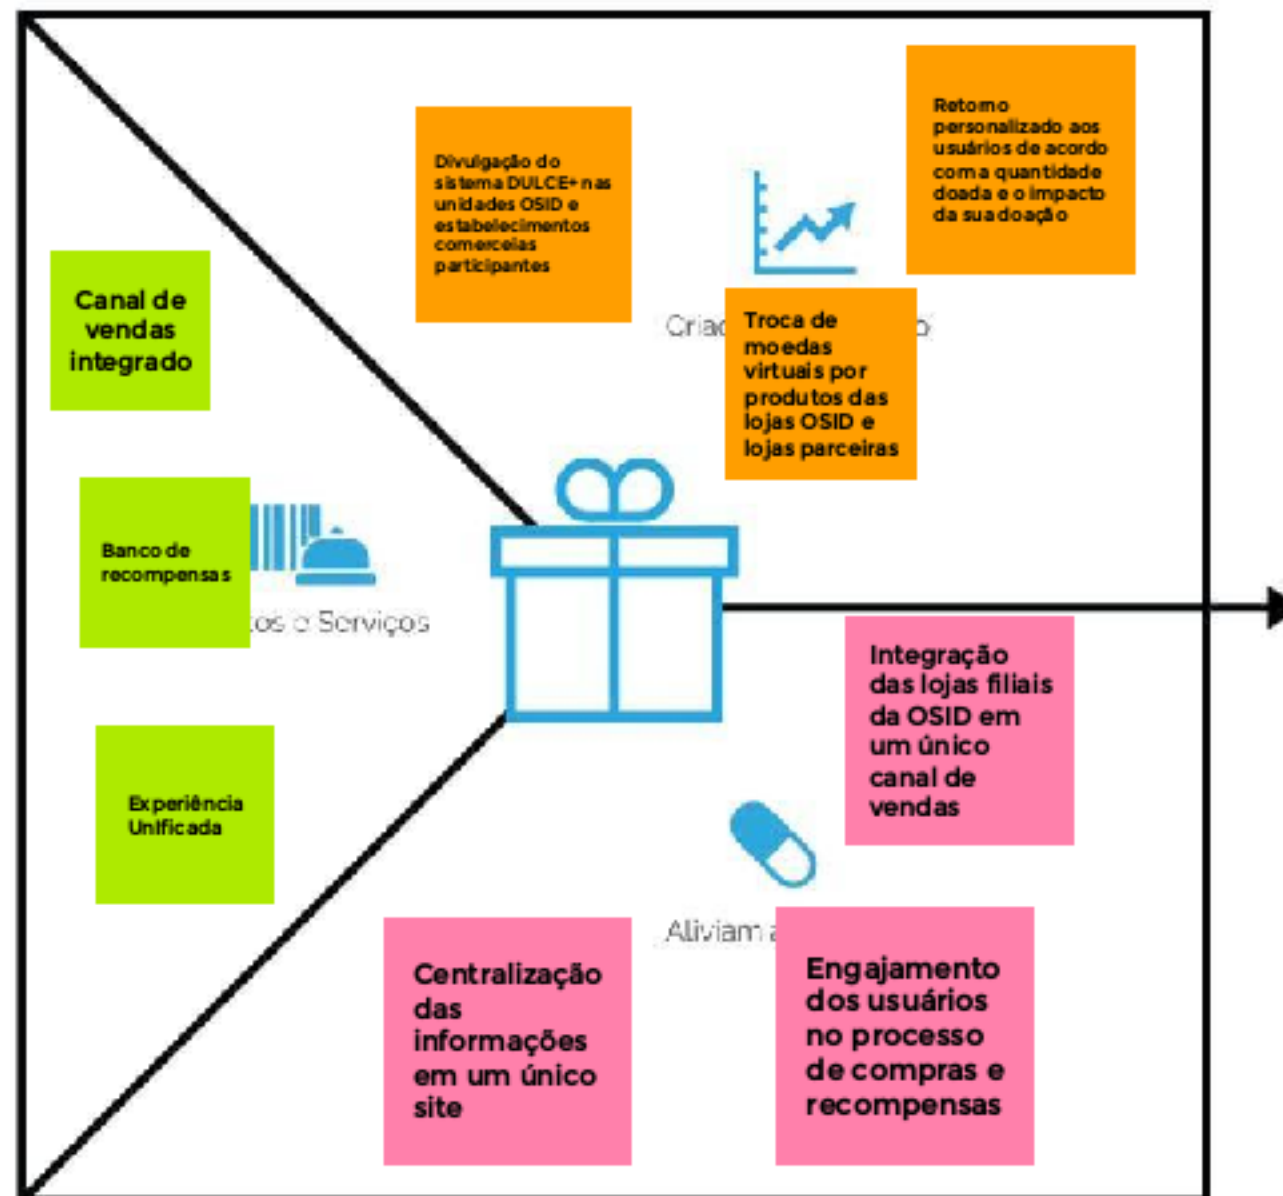 Divulgação do
sistema DULCE+ nas
unidades OSID e
estabelecimentos
comerceias
participantes
Retorno
personalizado aos
usuários de acordo
com a quantidade
doada e o impacto
da sua doação
Canal de
vendas
integrado
Troca de
moedas
virtuais por
produtos das
lojas OSID e
lojas parceiras
Banco de
recompensas
e Serviços
Integração
das lojas filiais
da OSID em
um único
canal de
vendas
Experiência
Unificada
Aliviam
Centralização
das
informações
em um único
site
Engajamento
dos usuários
no processo
de compras e
recompensas